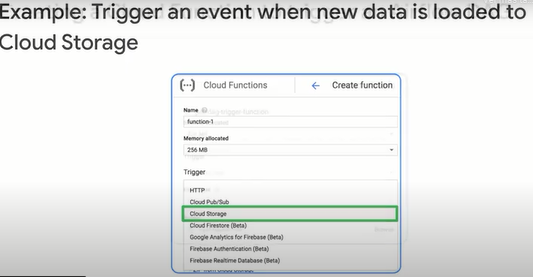 Example: Trigger an event when new data is loaded to
Cloud Storage
(···) Cloud Functions
← Create function
Name
function-1
Memory allocated
256 MB
Trigger
HTTP
Cloud Pub/Sub
Cloud Storage
Cloud Firestore (Beta)
Google Analytics for Firebase (Beta)
Firebase Authentication (Beta)
Firebase Realtime Database (Beta)